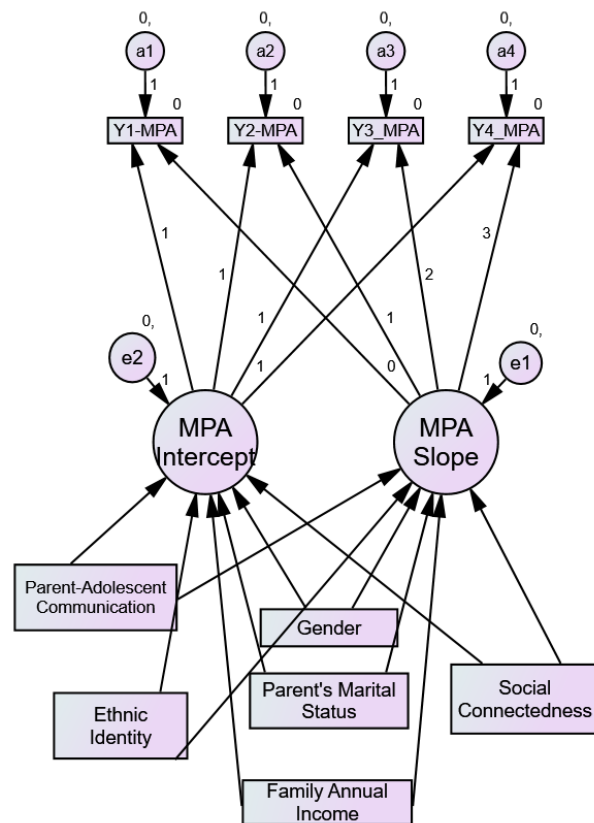 0, 0, 0, 0,
a1 a2 a3 a4
1 0 1 0 1 0 1 0
Y1-MPA Y2-MPA Y3_MPA Y4_MPA
1 3
1 2
0, 1 1 0,
e2 1 0 e1
1 1
MPA
Intercept
MPA
Slope
Parent-Adolescent
Communication
Gender
Parent's Marital
Status
Social
Connectedness
Ethnic
Identity
Family Annual
Income